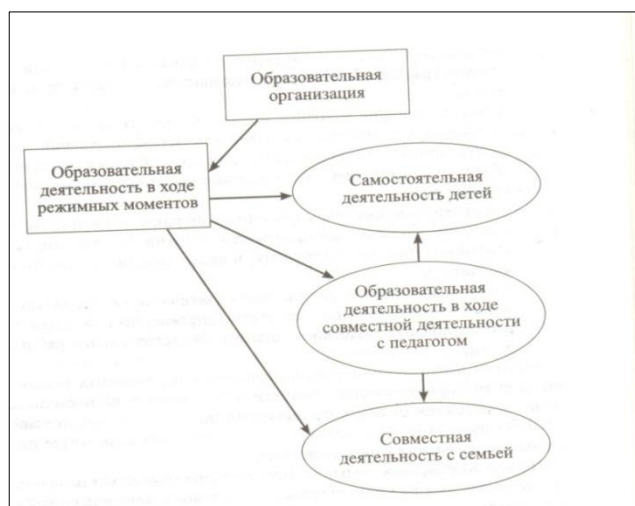 Образовательная
организация
Образовательная
деятельность в ходе
режимных моментов
Самостоятельная
деятельность детей
Образовательная
деятельность в ходе
совместной деятельности
с педагогом
Совместная
деятельность с семьей